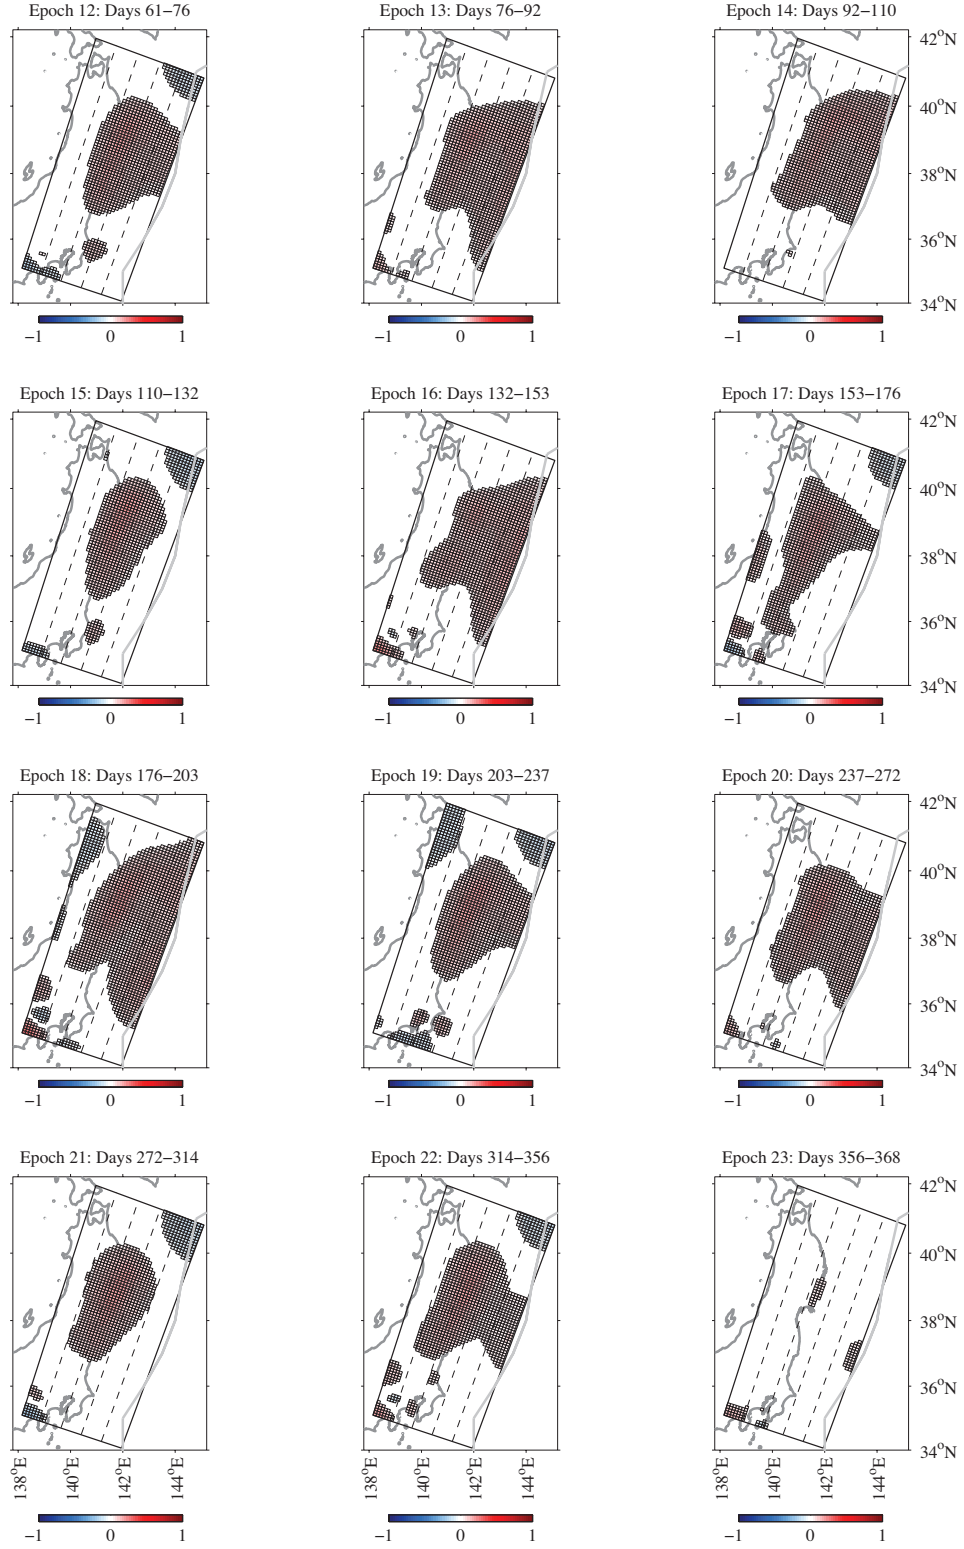 Epoch 12: Days 61−76
Epoch 13: Days 76−92
Epoch 14: Days 92−110
42°N
40°N
38°N
36°N
34°N
−1 0 1
−1 0 1
−1 0 1
Epoch 15: Days 110−132
Epoch 16: Days 132−153
Epoch 17: Days 153−176
42°N
40°N
38°N
36°N
34°N
−1 0 1
−1 0 1
−1 0 1
Epoch 18: Days 176−203
Epoch 19: Days 203−237
Epoch 20: Days 237−272
42°N
40°N
38°N
36°N
34°N
−1 0 1
−1 0 1
−1 0 1
Epoch 21: Days 272−314
Epoch 22: Days 314−356
Epoch 23: Days 356−368
42°N
40°N
38°N
36°N
34°N
138°E
140°E
142°E
144°E
138°E
140°E
142°E
144°E
138°E
140°E
142°E
144°E
−1 0 1
−1 0 1
−1 0 1